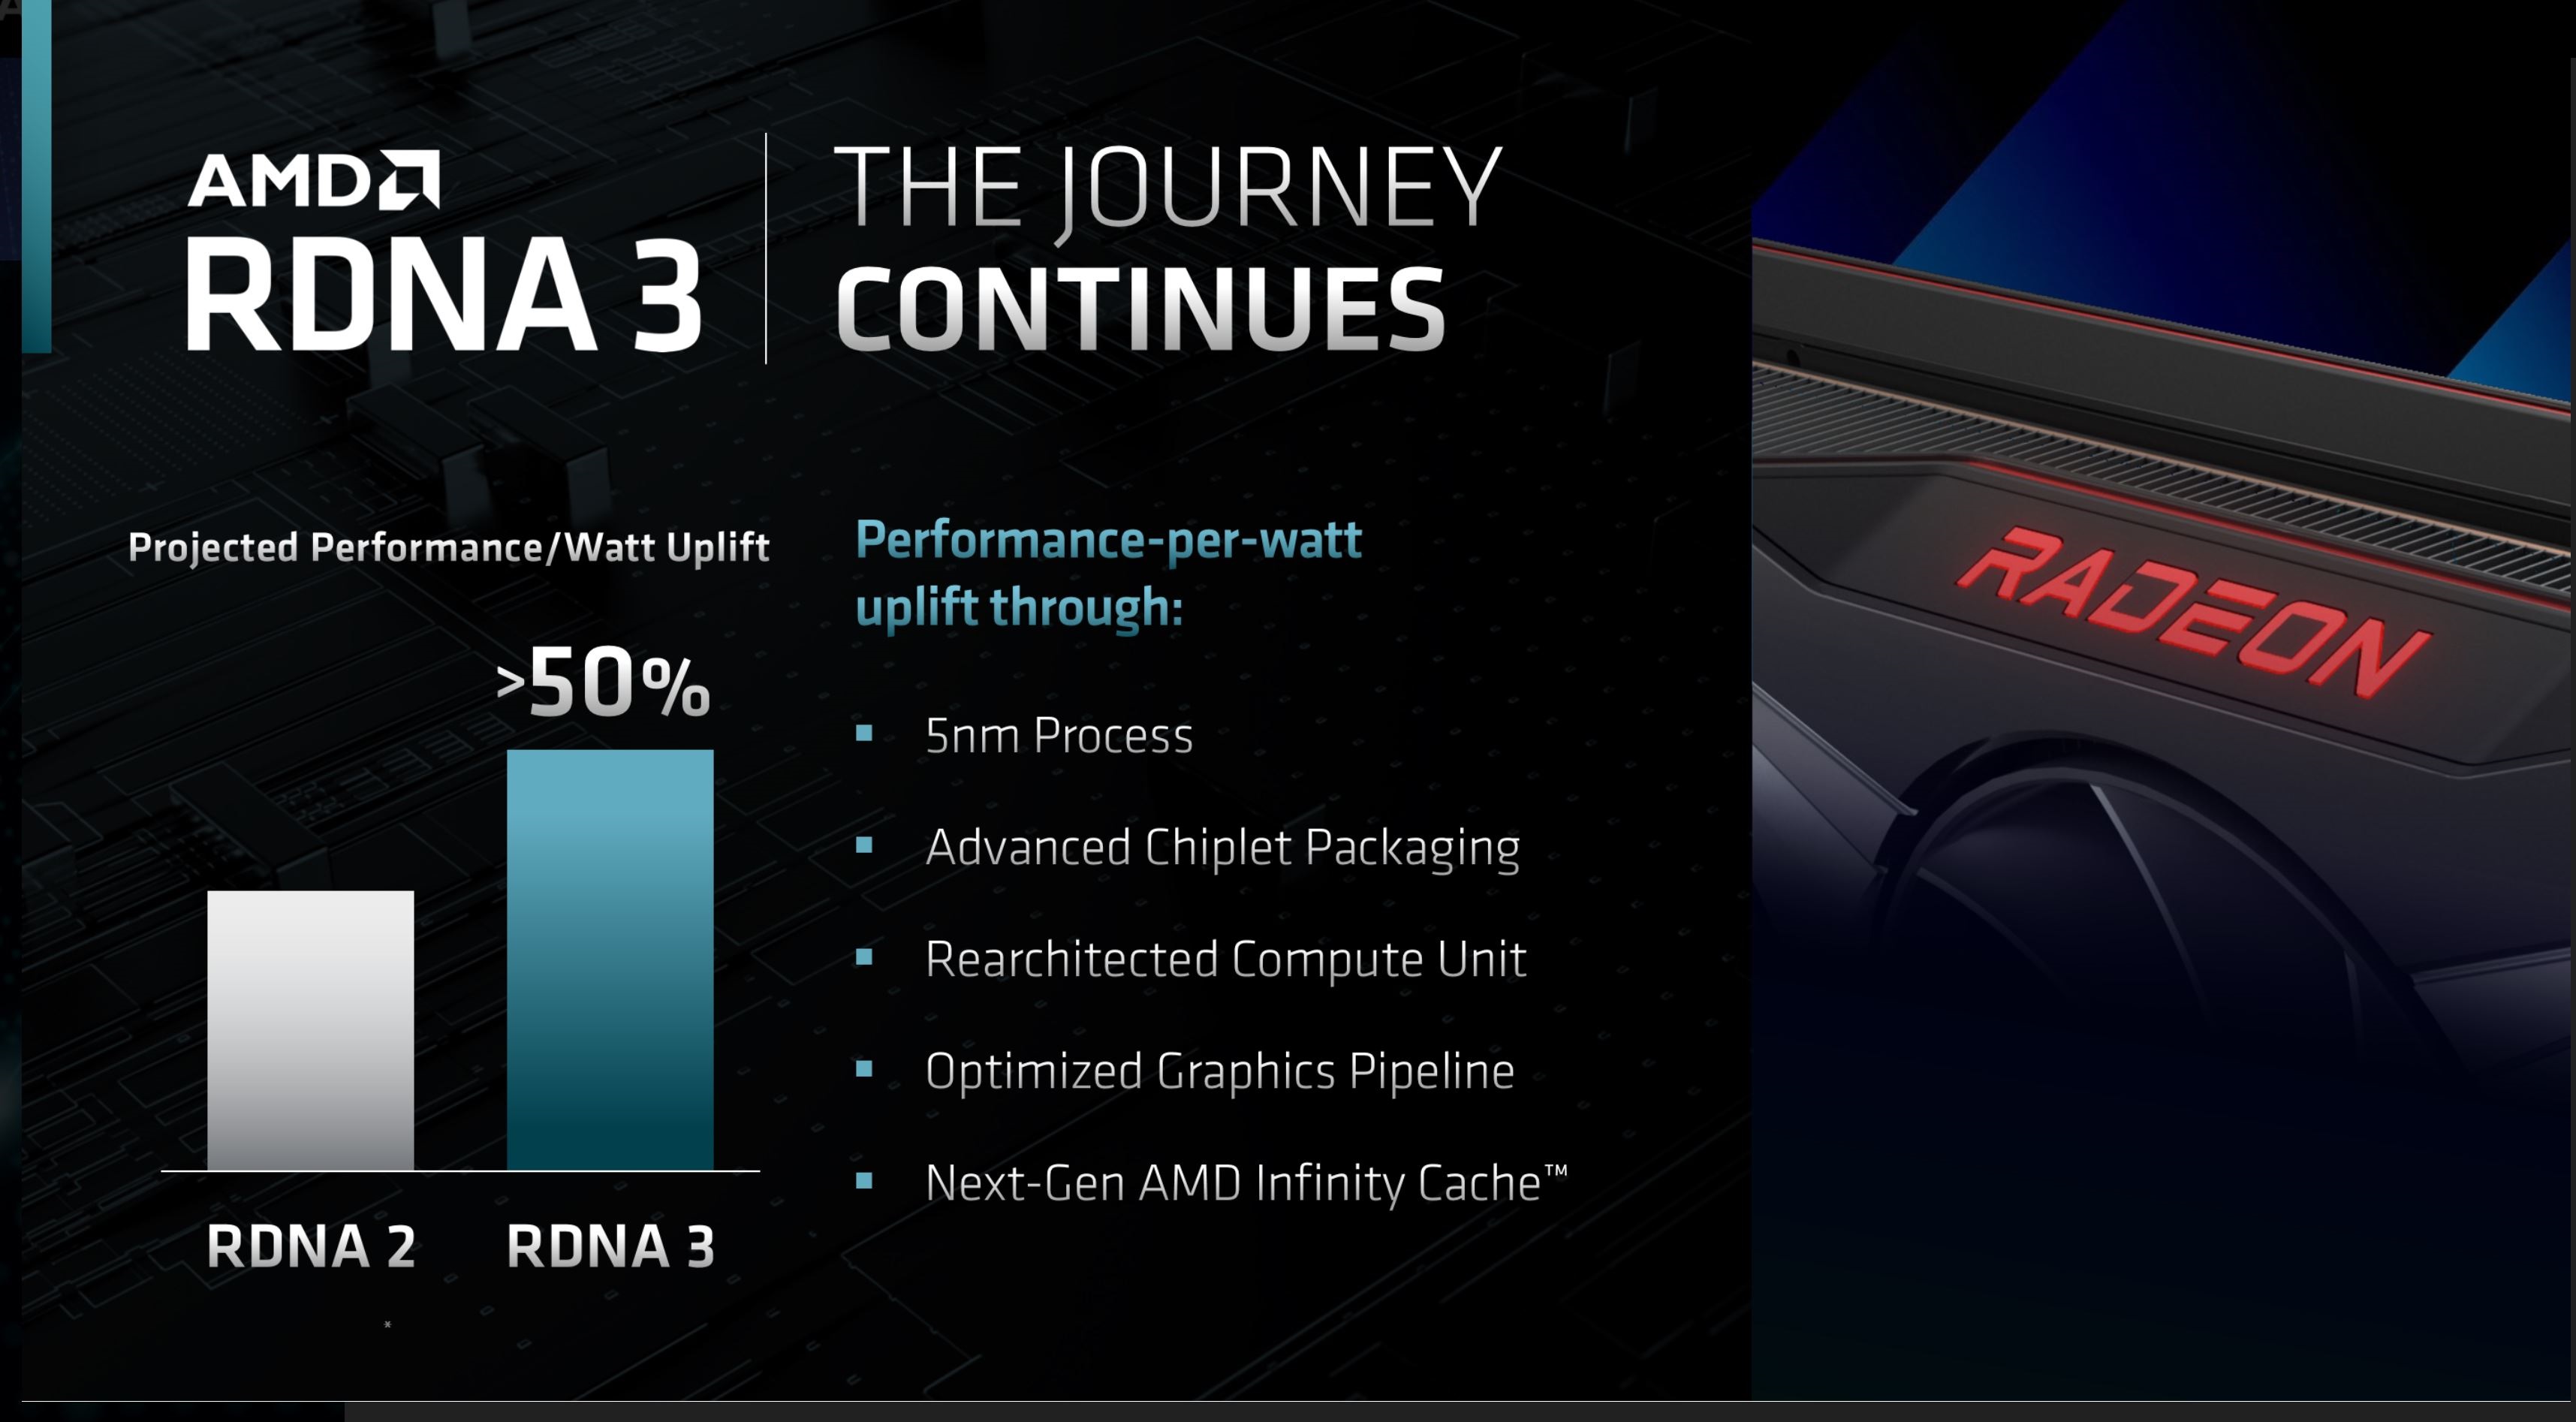 AMD
RDNA 3
THE JOURNEY
CONTINUES
Projected Performance/Watt Uplift
>50%
RDNA 2
RDNA 3
*
Performance-per-watt
uplift through:
▪ 5nm Process
▪ Advanced Chiplet Packaging
▪ Rearchitected Compute Unit
▪ Optimized Graphics Pipeline
▪ Next-Gen AMD Infinity Cache™
RADEON